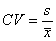 CV = s / x̄